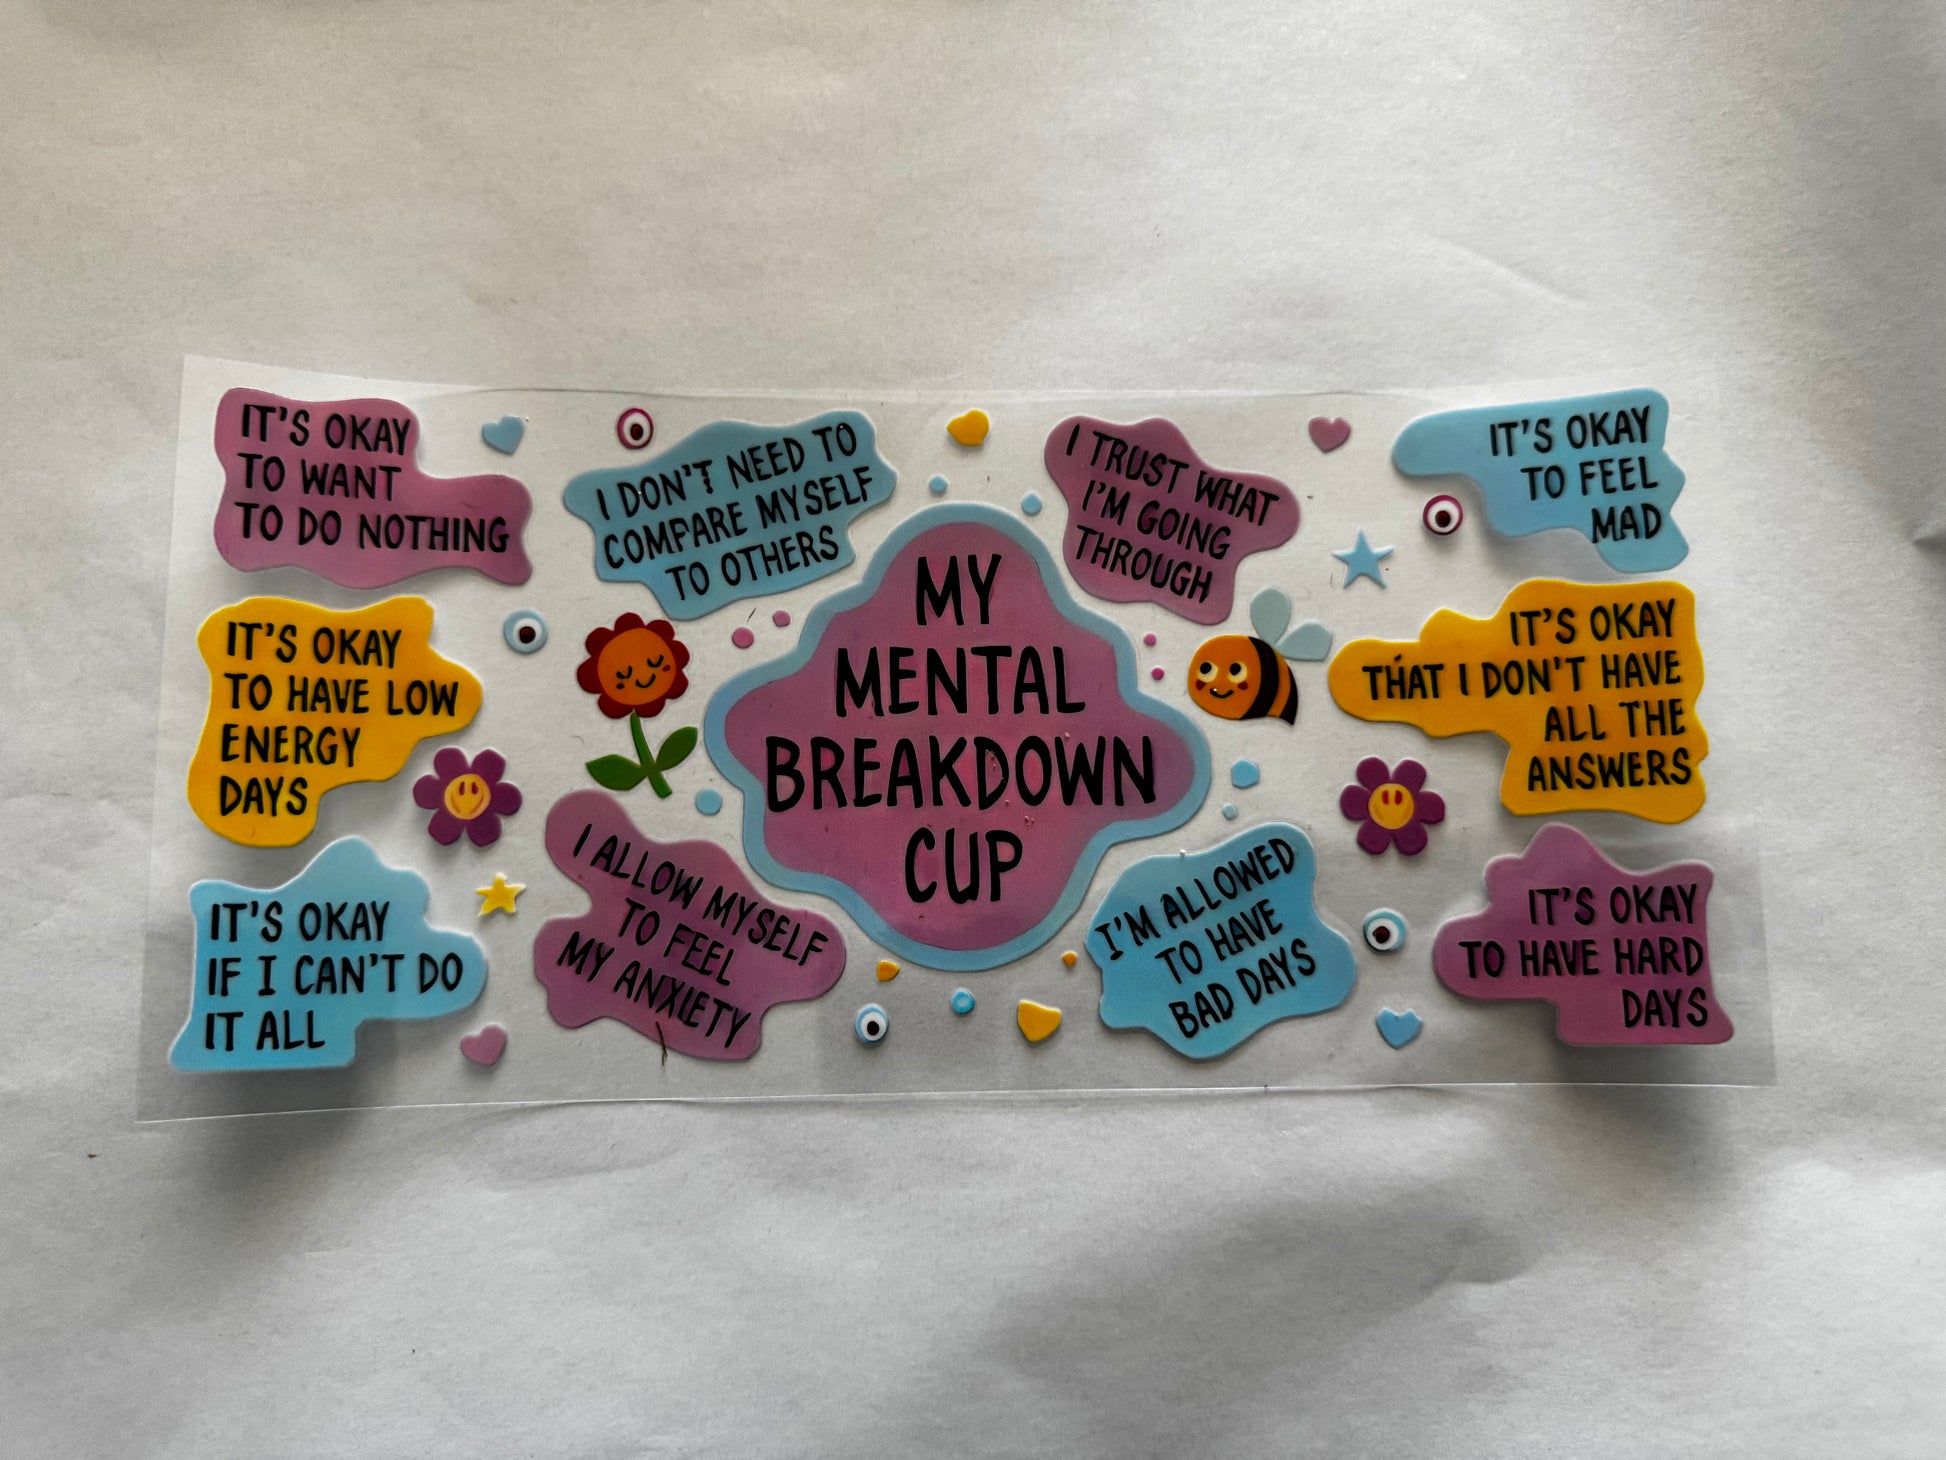 IT'S OKAY
TO WANT
TO DO NOTHING
I DON'T NEED TO
COMPARE MYSELF
TO OTHERS
I TRUST WHAT
I'M GOING
THROUGH
IT'S OKAY
TO FEEL
MAD
IT'S OKAY
TO HAVE LOW
ENERGY
DAYS
MY
MENTAL
BREAKDOWN
CUP
IT'S OKAY
THAT I DON'T HAVE
ALL THE
ANSWERS
IT'S OKAY
IF I CAN'T DO
IT ALL
I ALLOW MYSELF
TO FEEL
MY ANXIETY
I'M ALLOWED
TO HAVE
BAD DAYS
IT'S OKAY
TO HAVE HARD
DAYS